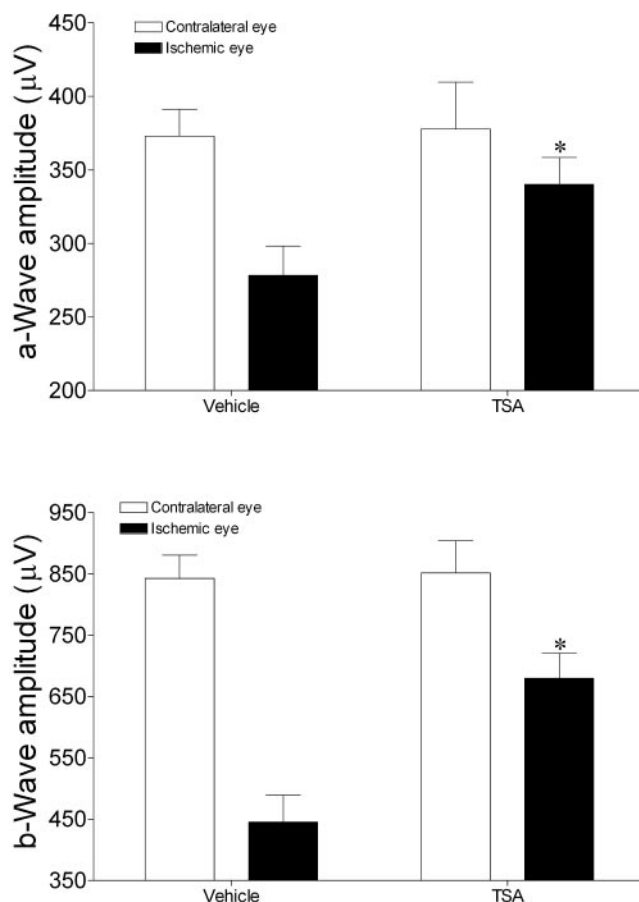 a-Wave amplitude (μV)
450
400
350
300
250
200
Contralateral eye
Ischemic eye
*
Vehicle
TSA
b-Wave amplitude (μV)
950
850
750
650
550
450
350
Contralateral eye
Ischemic eye
*
Vehicle
TSA